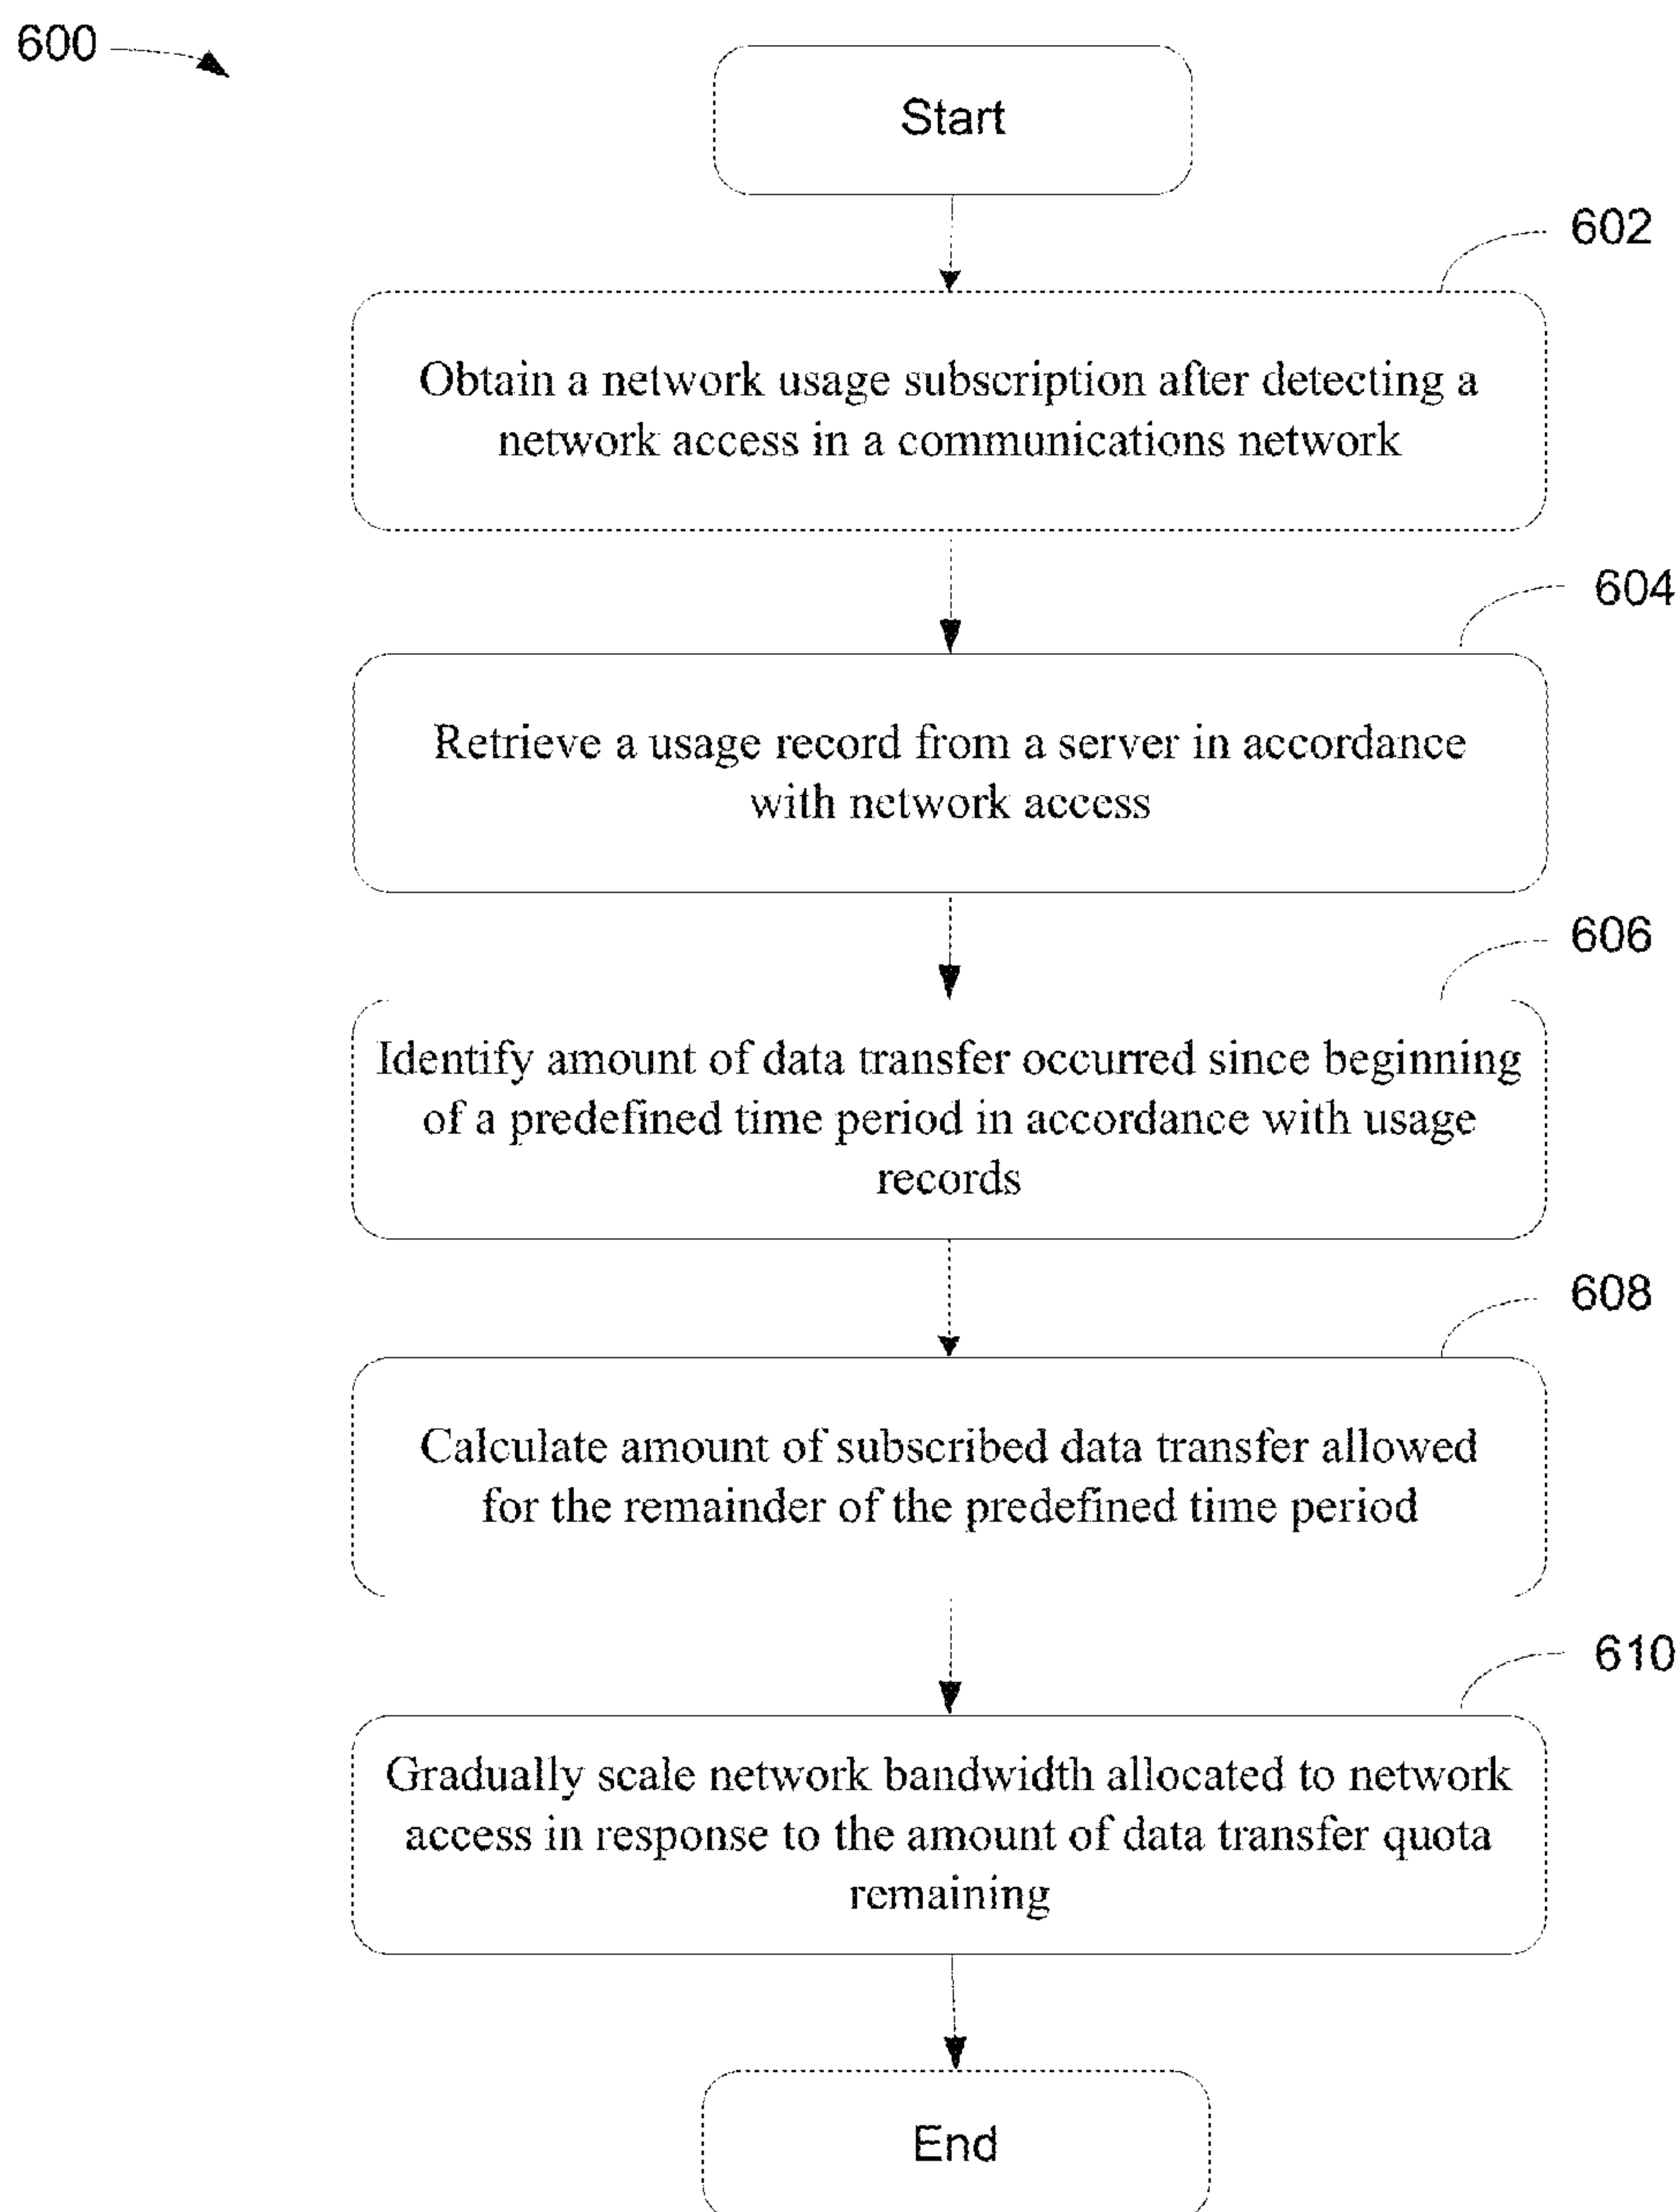 600
Start
602
Obtain a network usage subscription after detecting a
network access in a communications network
604
Retrieve a usage record from a server in accordance
with network access
606
Identify amount of data transfer occurred since beginning
of a predefined time period in accordance with usage
records
608
Calculate amount of subscribed data transfer allowed
for the remainder of the predefined time period
610
Gradually scale network bandwidth allocated to network
access in response to the amount of data transfer quota
remaining
End